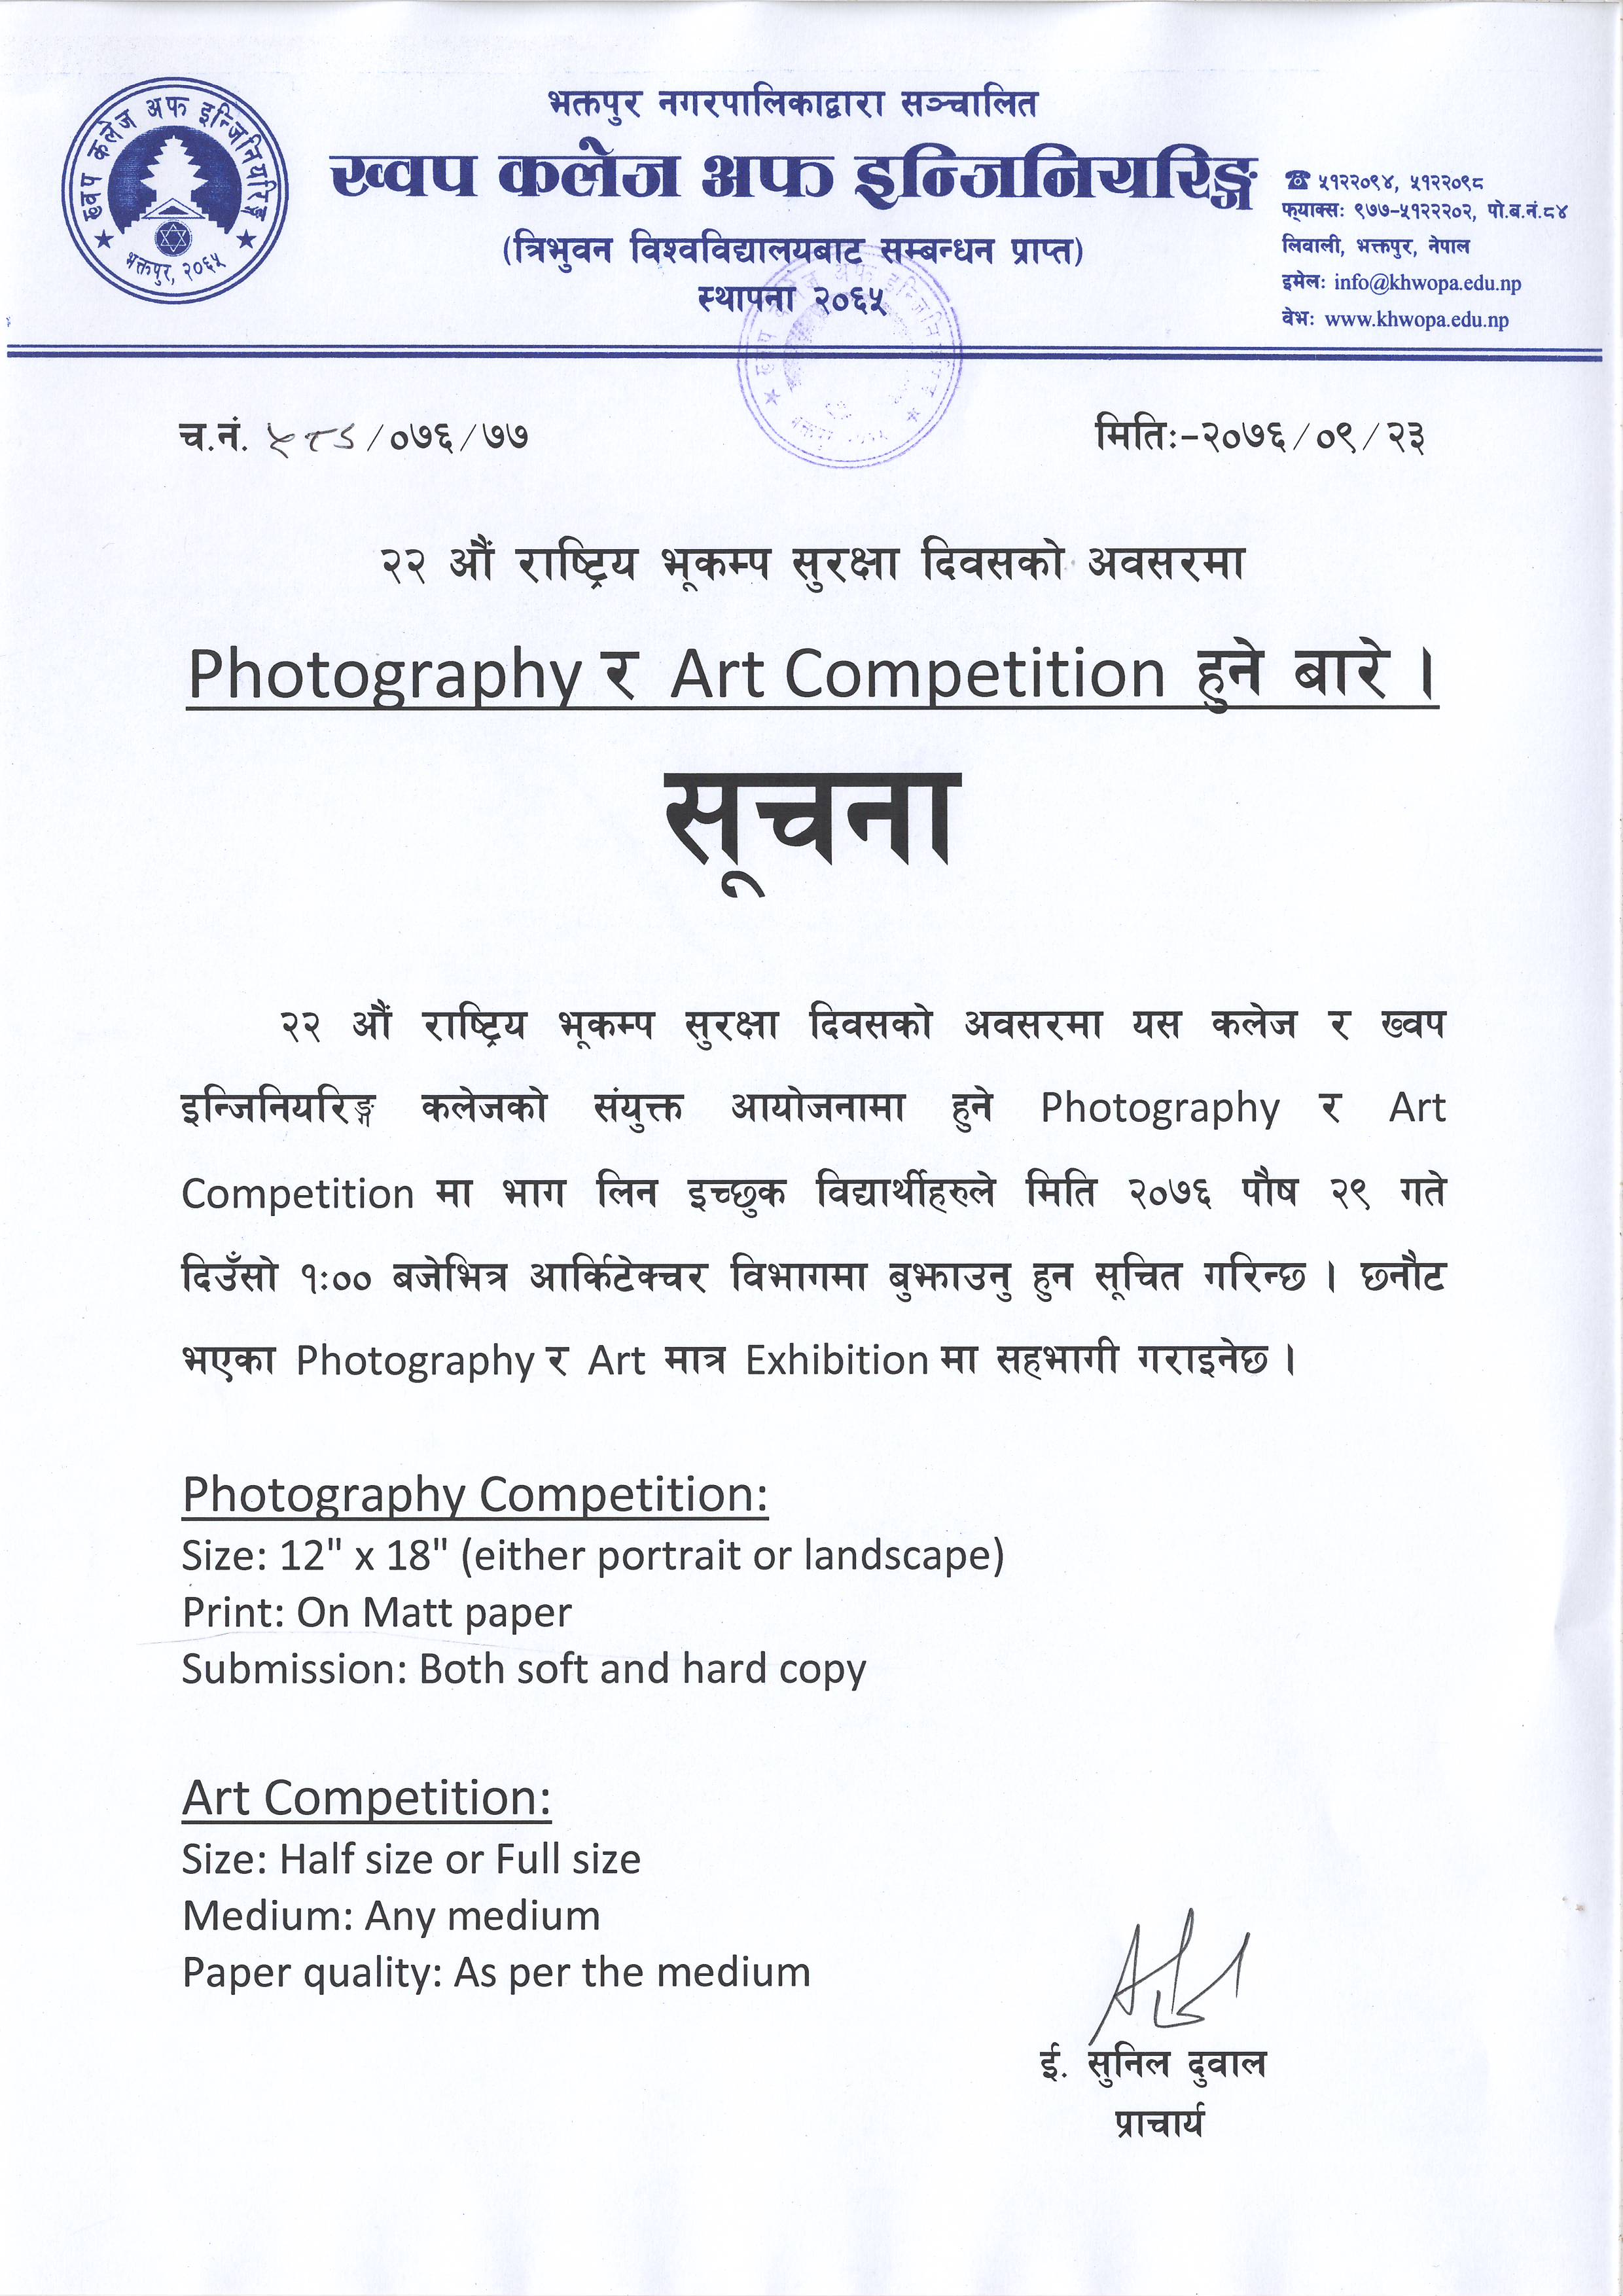 ख्वप कलेज अफ इन्जिनियरिङ्ग
भक्तपुर, २०६५
भक्तपुर नगरपालिकाद्वारा सञ्चालित
ख्वप कलेज अफ इन्जिनियरिङ्ग
(त्रिभुवन विश्वविद्यालयबाट सम्बन्धन प्राप्त)
स्थापना २०६५
☎ ५१२२०९४, ५१२२०९८
फ्याक्सः ९७७-५१२२२०२, पो.ब.नं.८४
लिवाली, भक्तपुर, नेपाल
इमेलः info@khwopa.edu.np
वेभः www.khwopa.edu.np
च.नं. /०७६/७७
मितिः-२०७६/०९/२३
२२ औं राष्ट्रिय भूकम्प सुरक्षा दिवसको अवसरमा
Photography र Art Competition हुने बारे ।
सूचना
२२ औं राष्ट्रिय भूकम्प सुरक्षा दिवसको अवसरमा यस कलेज र ख्वप
इन्जिनियरिङ्ग कलेजको संयुक्त आयोजनामा हुने Photography र Art
Competition मा भाग लिन इच्छुक विद्यार्थीहरुले मिति २०७६ पौष २९ गते
दिउँसो १:०० बजेभित्र आर्किटेक्चर विभागमा बुझाउनु हुन सूचित गरिन्छ । छनौट
भएका Photography र Art मात्र Exhibition मा सहभागी गराइनेछ ।
Photography Competition:
Size: 12" x 18" (either portrait or landscape)
Print: On Matt paper
Submission: Both soft and hard copy
Art Competition:
Size: Half size or Full size
Medium: Any medium
Paper quality: As per the medium
ई. सुनिल दुवाल
प्राचार्य